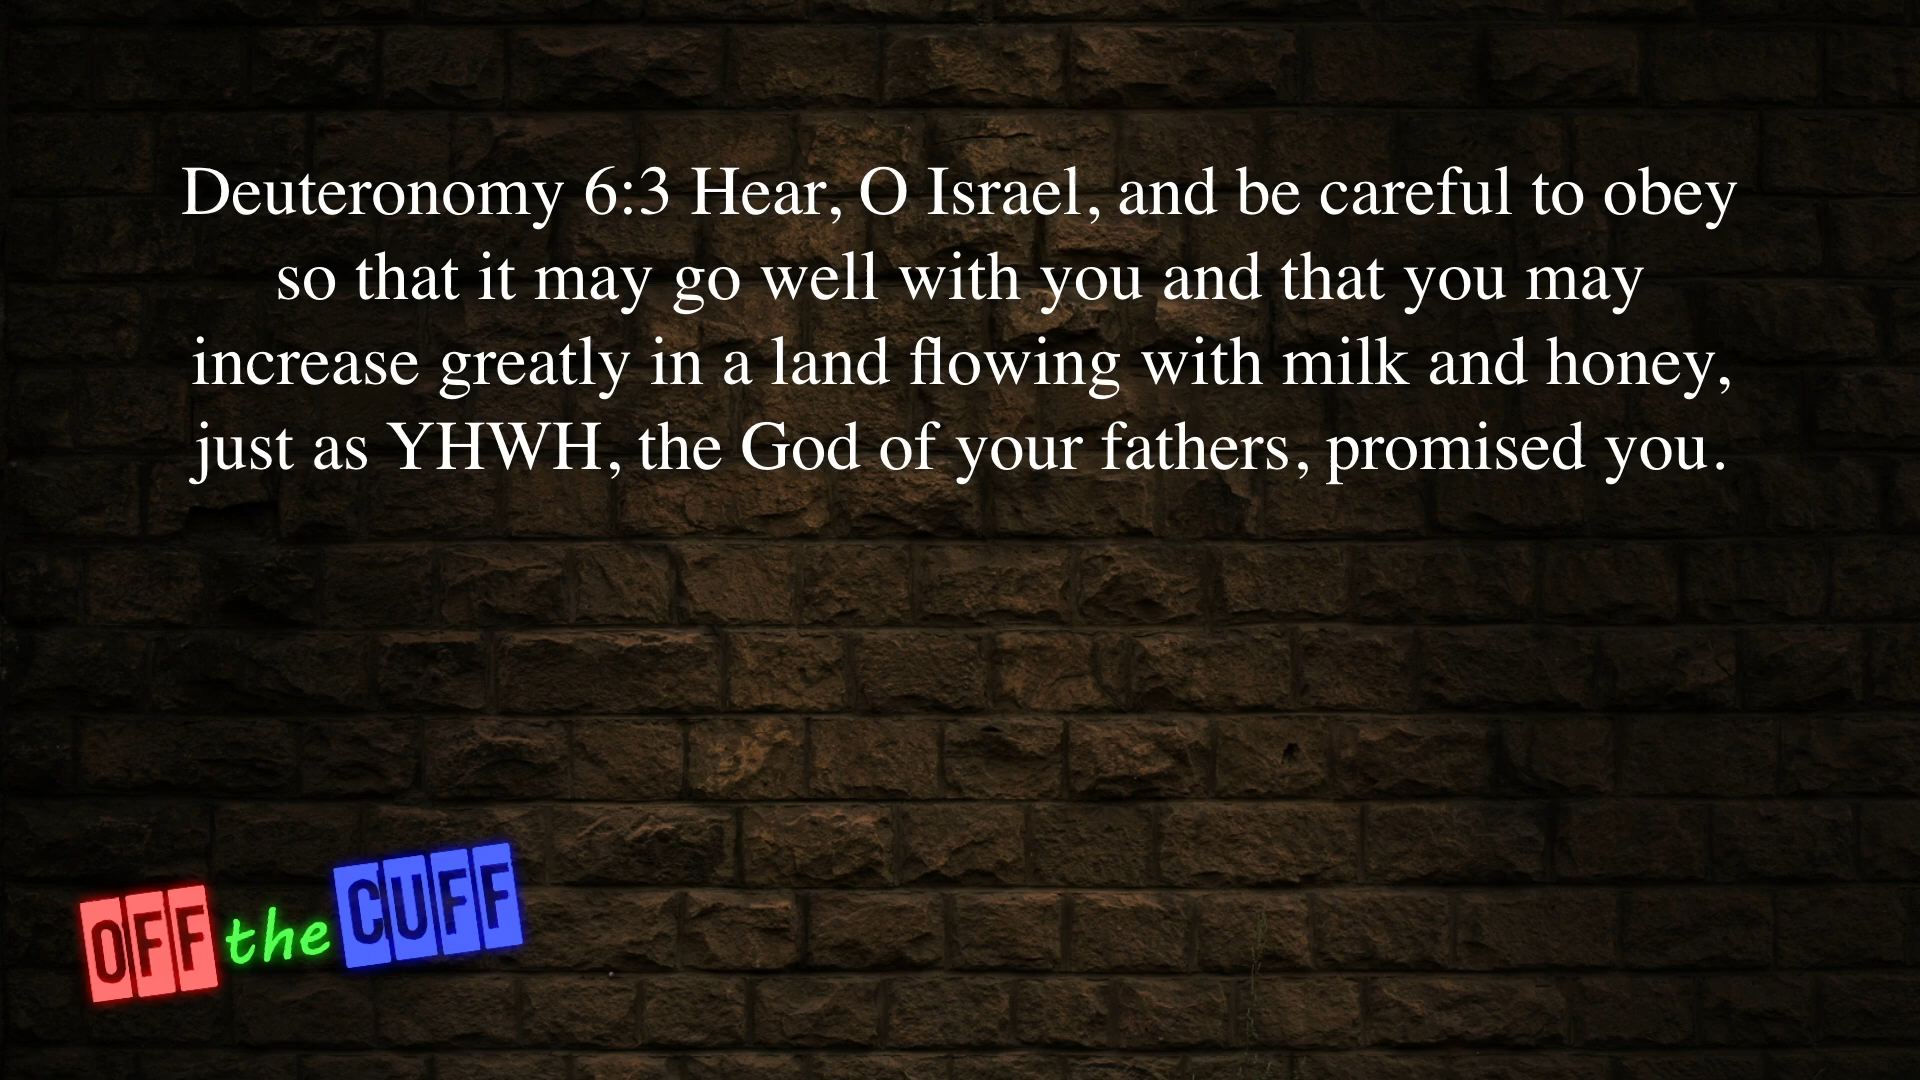 Deuteronomy 6:3 Hear, O Israel, and be careful to obey
so that it may go well with you and that you may
increase greatly in a land flowing with milk and honey,
just as YHWH, the God of your fathers, promised you.
OFF the CUFF